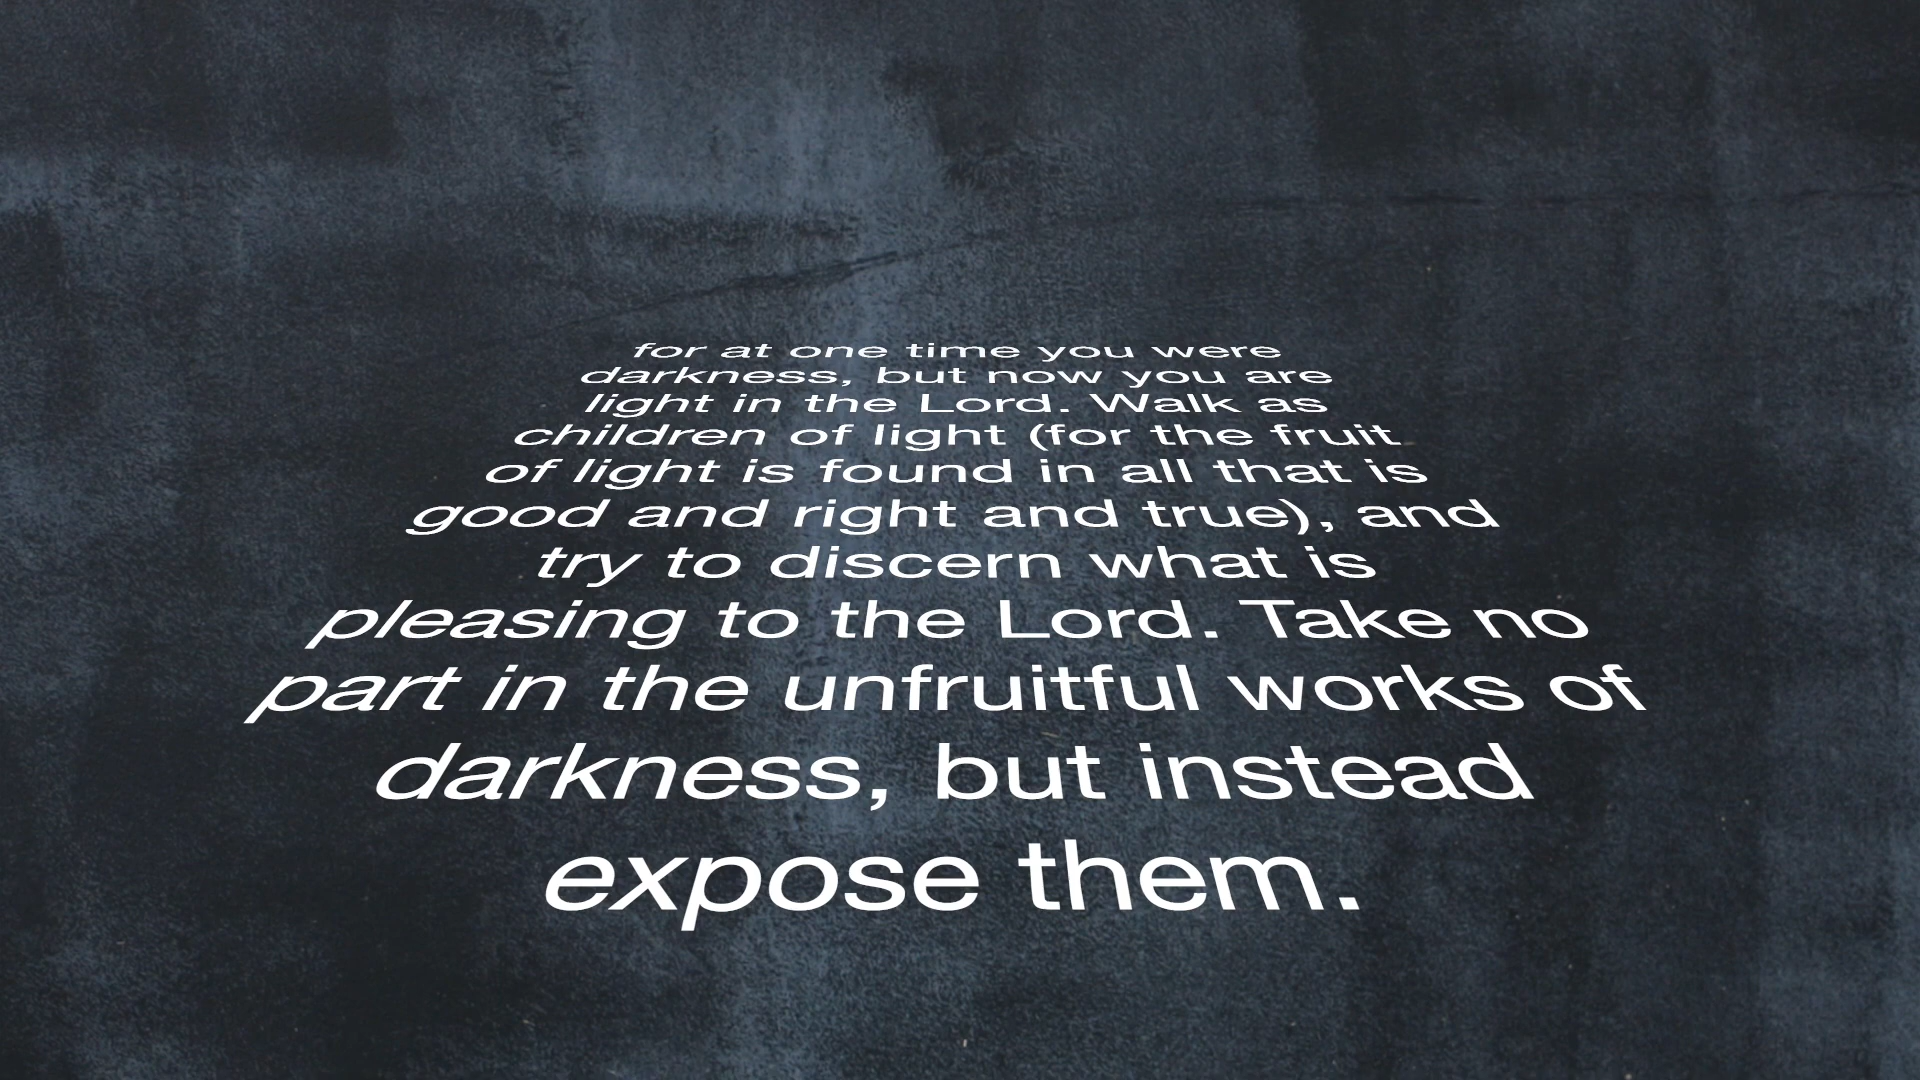 for at one time you were
darkness, but now you are
light in the Lord. Walk as
children of light (for the fruit
of light is found in all that is
good and right and true), and
try to discern what is
pleasing to the Lord. Take no
part in the unfruitful works of
darkness, but instead
expose them.